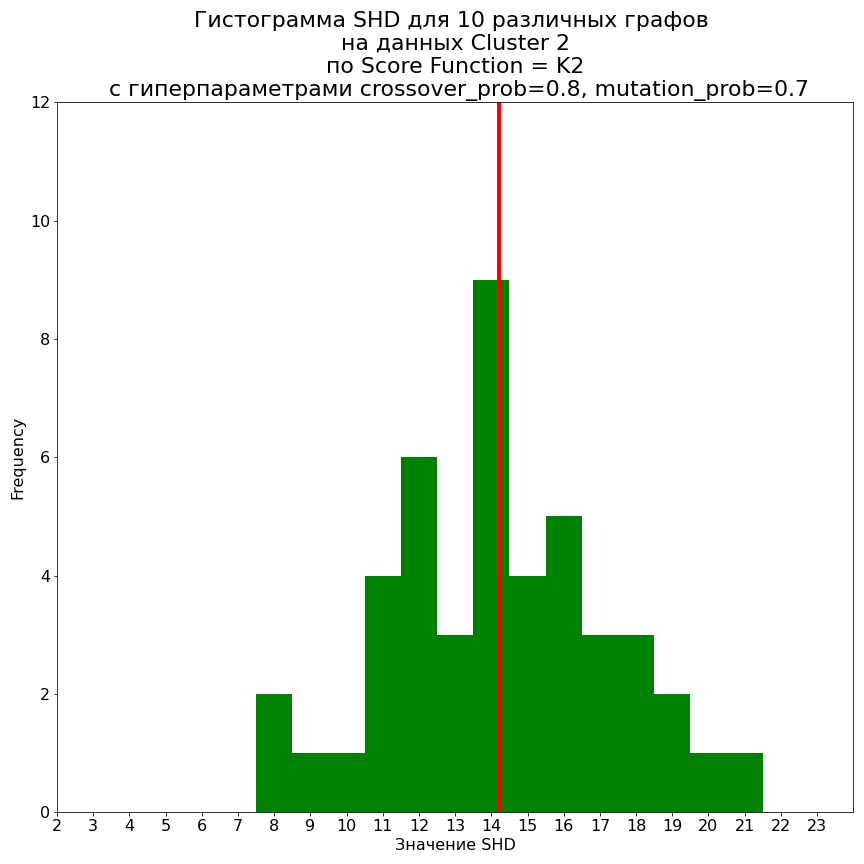 Гистограмма SHD для 10 различных графов
на данных Cluster 2
по Score Function = K2
с гиперпараметрами crossover_prob=0.8, mutation_prob=0.7
12
10
8
6
4
2
0
Frequency
2 3 4 5 6 7 8 9 10 11 12 13 14 15 16 17 18 19 20 21 22 23
Значение SHD